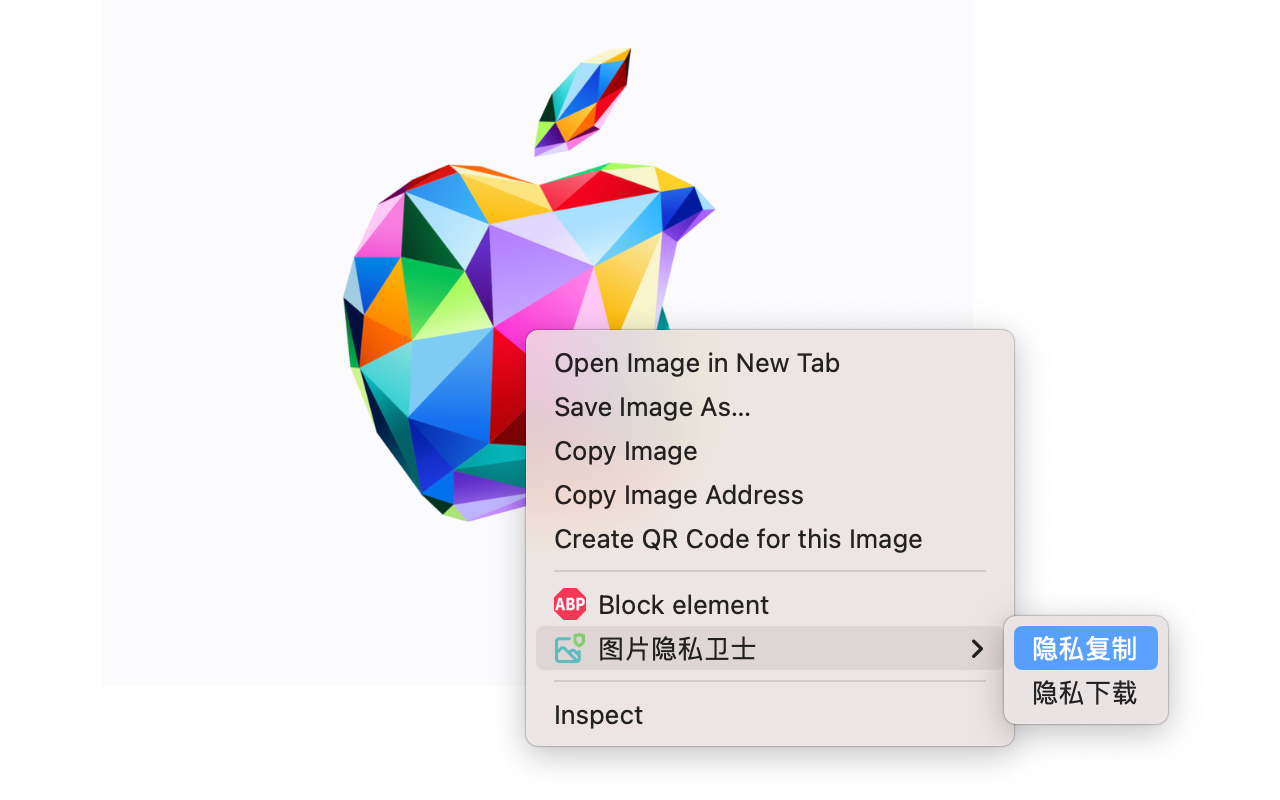 Open Image in New Tab
Save Image As...
Copy Image
Copy Image Address
Create QR Code for this Image
ABP Block element
图片隐私卫士
隐私复制
隐私下载
Inspect